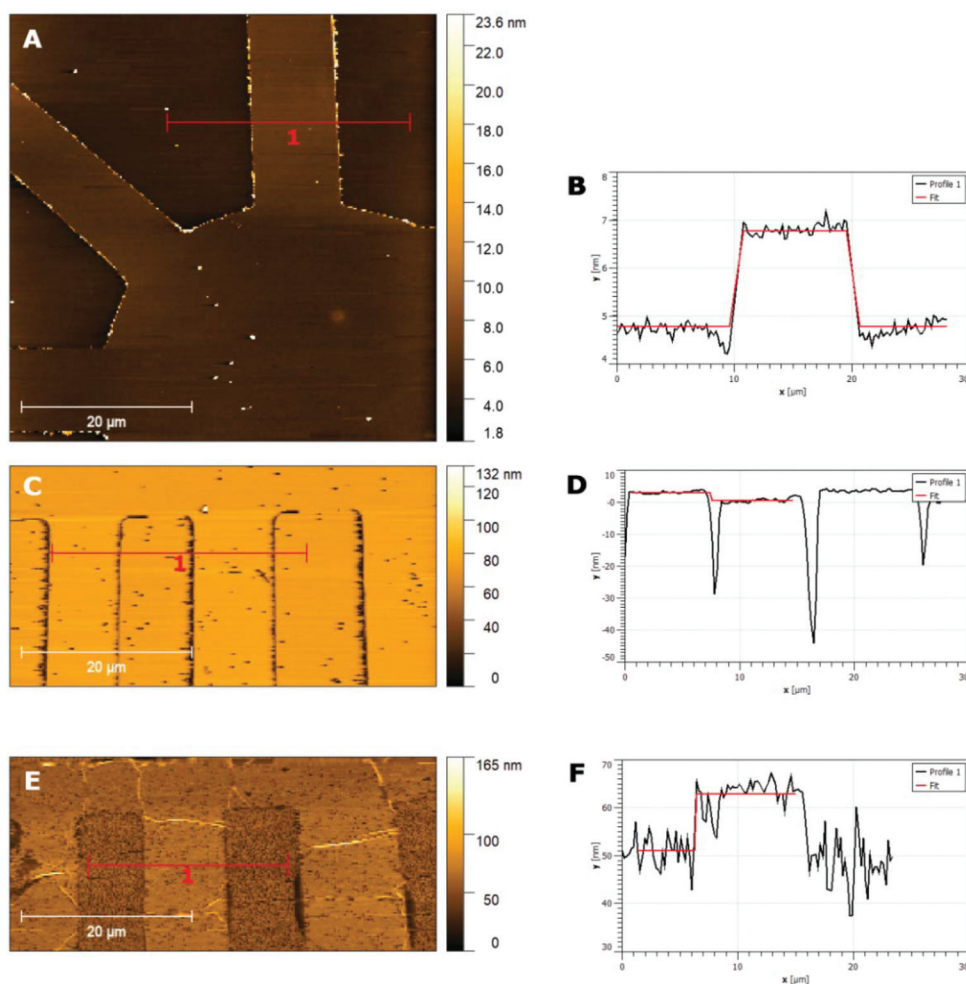 A
1
20 µm
23.6 nm
22.0
20.0
18.0
16.0
14.0
12.0
10.0
8.0
6.0
4.0
1.8
B
8
7
6
5
4
y [nm]
0
10
20
30
x [µm]
Profile 1
Fit
C
1
20 µm
132 nm
120
100
80
60
40
20
0
D
10
-0
-10
-20
-30
-40
-50
y [nm]
0
10
20
30
x [µm]
Profile 1
Fit
E
1
20 µm
165 nm
100
50
0
F
70
60
50
40
30
y [nm]
0
10
20
30
x [µm]
Profile 1
Fit